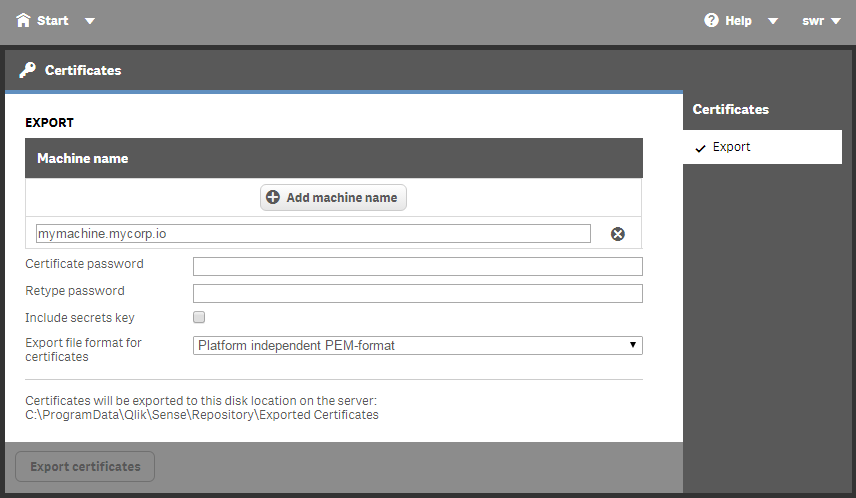 Start
Help
swr
Certificates
Certificates
EXPORT
Export
Machine name
Add machine name
mymachine.mycorp.io
Certificate password
Retype password
Include secrets key
Export file format for
certificates
Platform independent PEM-format
Certificates will be exported to this disk location on the server:
C:\ProgramData\Qlik\Sense\Repository\Exported Certificates
Export certificates